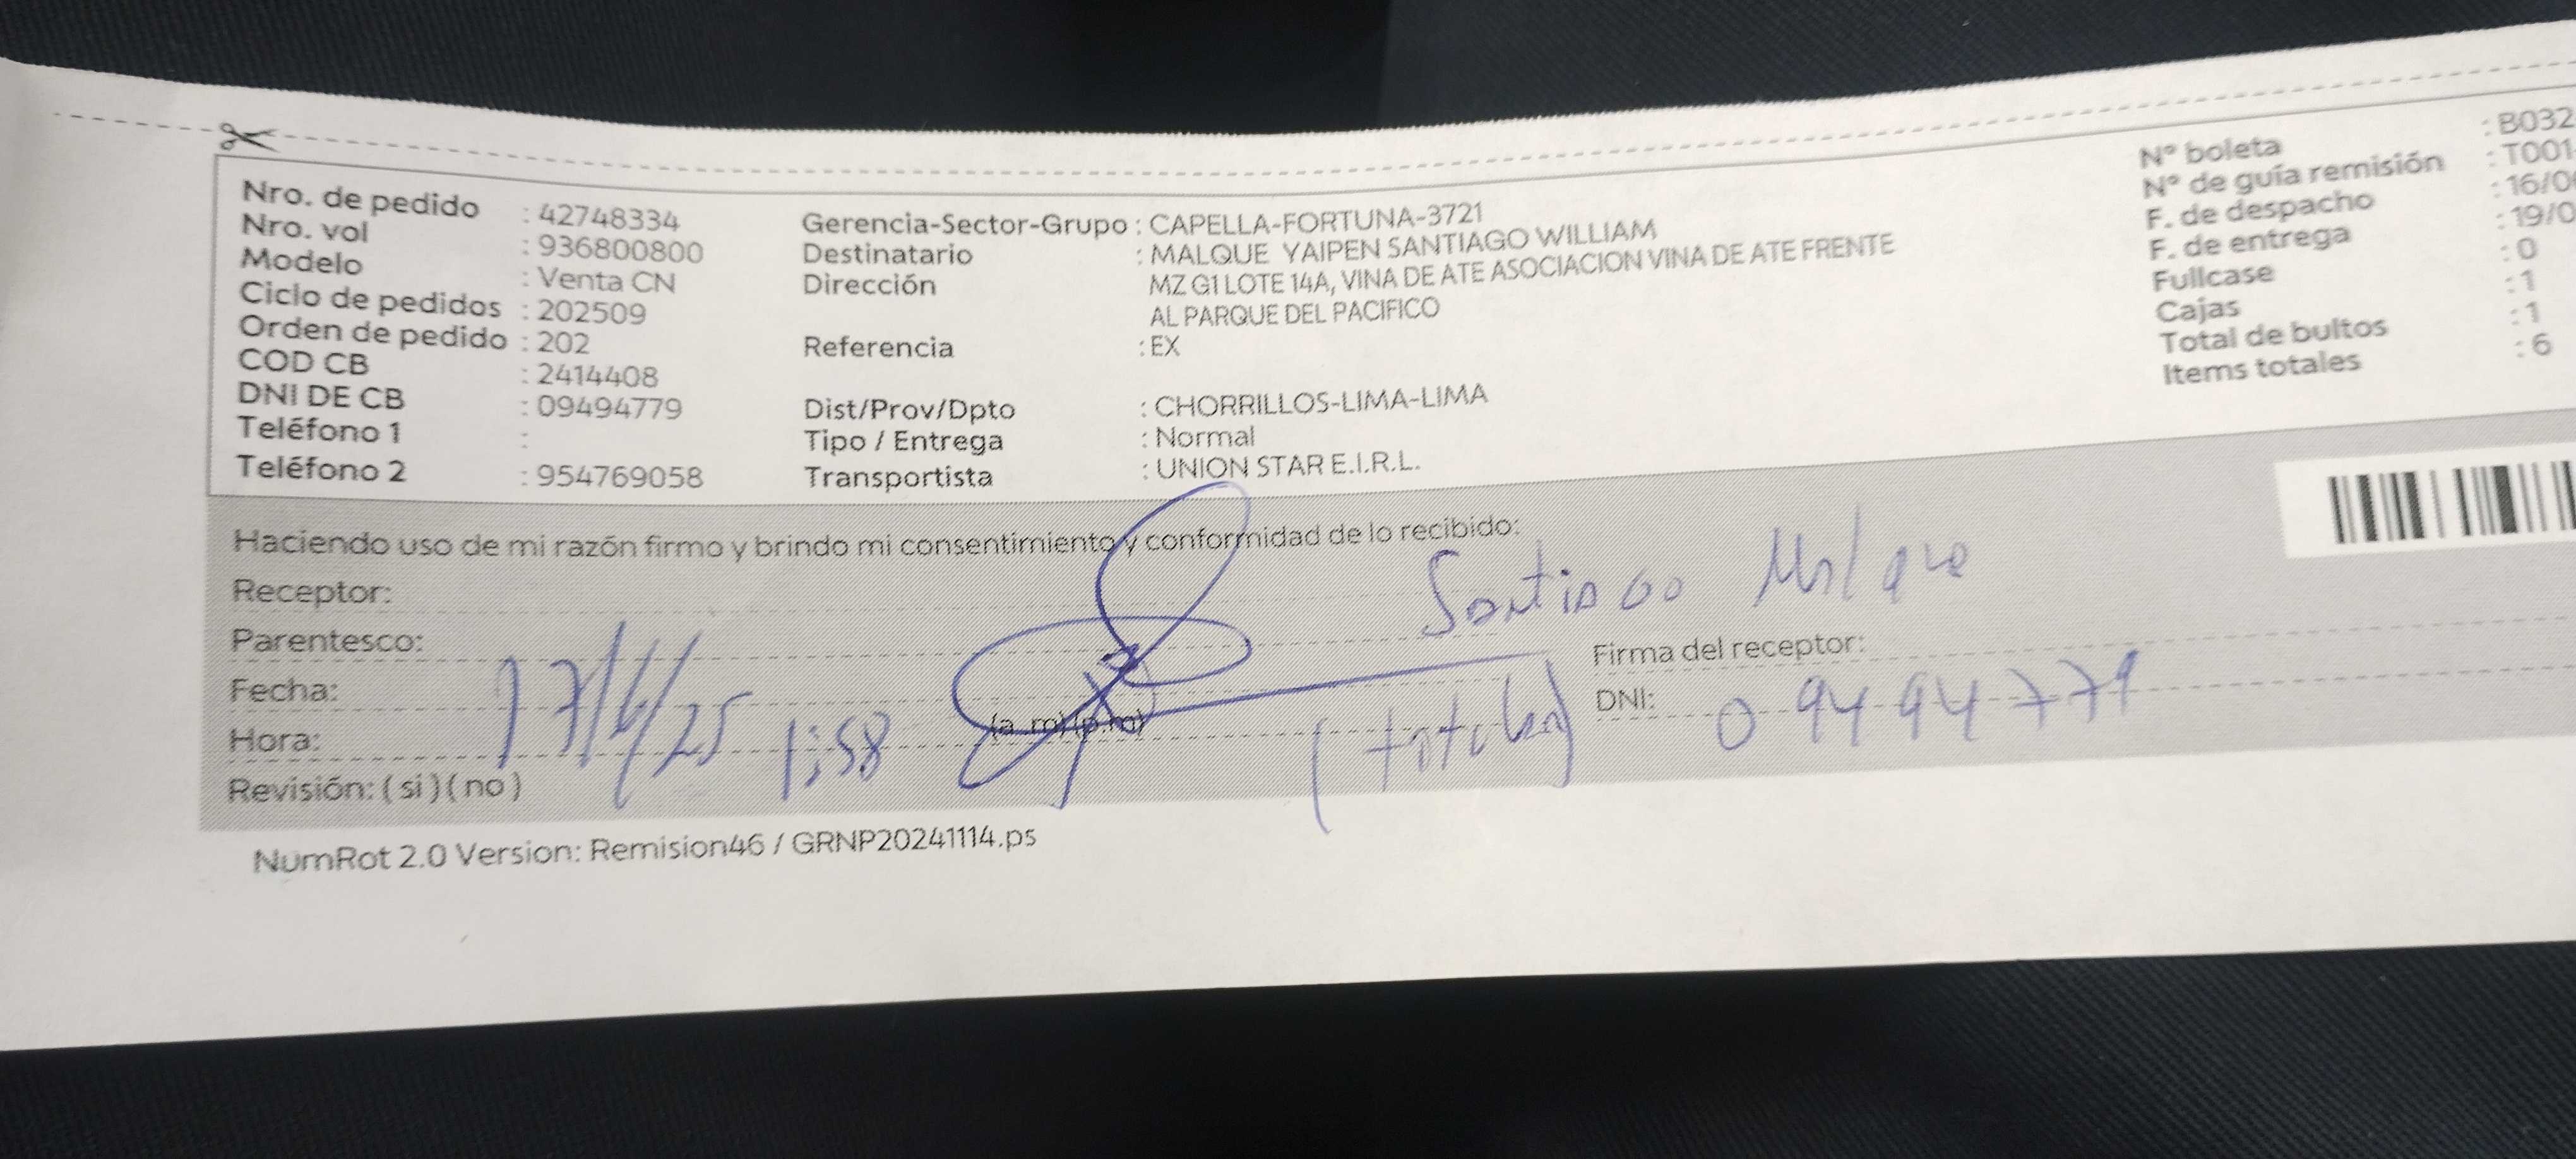 Nro. de pedido : 42748334
Nro. vol : 936800800
Modelo : Venta CN
Ciclo de pedidos : 202509
Orden de pedido : 202
COD CB : 2414408
DNI DE CB : 09494779
Teléfono 1 :
Teléfono 2 : 954769058
Gerencia-Sector-Grupo : CAPELLA-FORTUNA-3721
Destinatario : MALQUE YAIPEN SANTIAGO WILLIAM
Dirección MZ G1 LOTE 14A, VINA DE ATE ASOCIACION VINA DE ATE FRENTE
AL PARQUE DEL PACIFICO
Referencia : EX
Dist/Prov/Dpto : CHORRILLOS-LIMA-LIMA
Tipo / Entrega : Normal
Transportista : UNION STAR E.I.R.L.
N° boleta : B032
N° de guía remisión : T001
F. de despacho : 16/0
F. de entrega : 19/0
Fullcase : 0
Cajas : 1
Total de bultos : 1
Items totales : 6
Haciendo uso de mi razón firmo y brindo mi consentimiento y conformidad de lo recibido:
Receptor:
Santiago Malque
Parentesco:
Firma del receptor:
Fecha: 17/6/25
DNI: 09494779
Hora: 1:58 (a.m)(p.m)
Revisión: ( si )( no )
NumRot 2.0 Version: Remision46 / GRNP20241114.ps